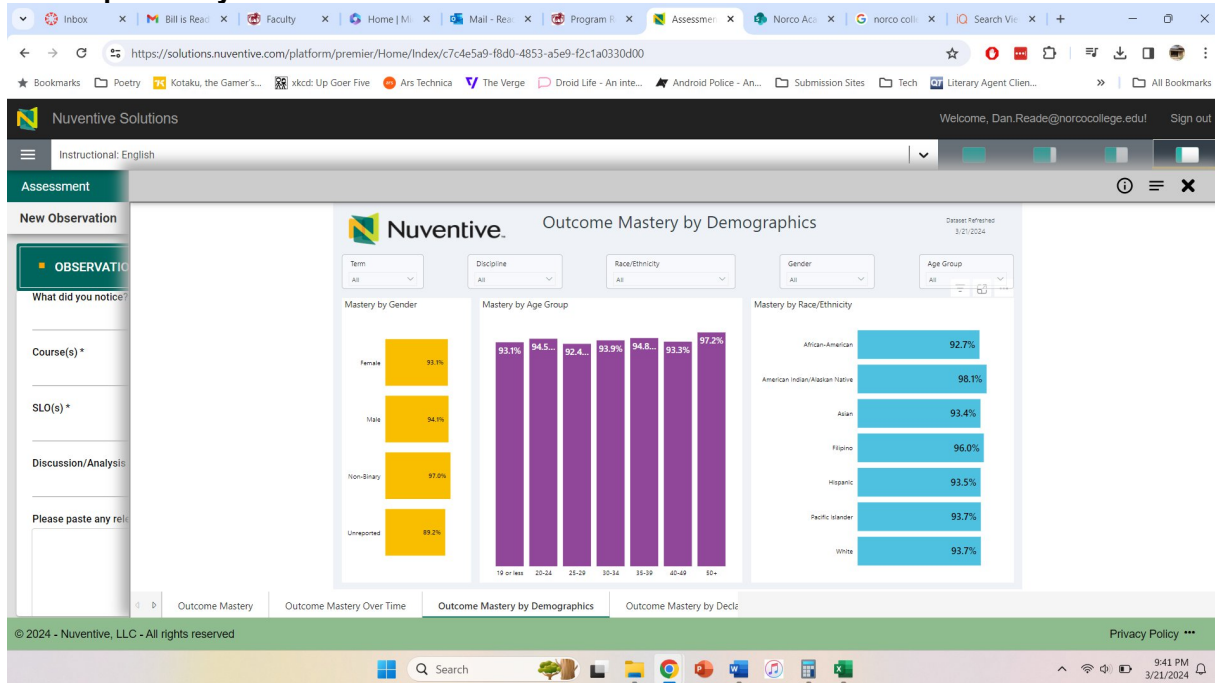 Inbox
Bill is Read
Faculty
Home | Mi
Mail - Rea
Program R
Assessmen
Norco Aca
norco coll
Search Vie
https://solutions.nuventive.com/platform/premier/Home/Index/c7c4e5a9-f8d0-4853-a5e9-f2c1a0330d00
Bookmarks
Poetry
Kotaku, the Gamer's...
xkcd: Up Goer Five
Ars Technica
The Verge
Droid Life - An inte...
Android Police - An...
Submission Sites
Tech
Literary Agent Clien...
»
All Bookmarks
Nuventive Solutions
Welcome, Dan.Reade@norcocollege.edu!
Sign out
Instructional: English
Assessment
New Observation
OBSERVATIO
What did you notice?
Course(s) *
SLO(s) *
Discussion/Analysis
Please paste any rele
Nuventive
Outcome Mastery by Demographics
Dataset Refreshed
3/21/2024
Term
All
Discipline
All
Race/Ethnicity
All
Gender
All
Age Group
All
Mastery by Gender
Female
93.1%
Male
94.1%
Non-Binary
97.0%
Unreported
89.2%
Mastery by Age Group
93.1%
94.5...
92.4...
93.9%
94.8...
93.3%
97.2%
19 or less
20-24
25-29
30-34
35-39
40-49
50+
Mastery by Race/Ethnicity
African-American
92.7%
American Indian/Alaskan Native
98.1%
Asian
93.4%
Filipino
96.0%
Hispanic
93.5%
Pacific Islander
93.7%
White
93.7%
Outcome Mastery
Outcome Mastery Over Time
Outcome Mastery by Demographics
Outcome Mastery by Decla
© 2024 - Nuventive, LLC - All rights reserved
Privacy Policy
Search
9:41 PM
3/21/2024